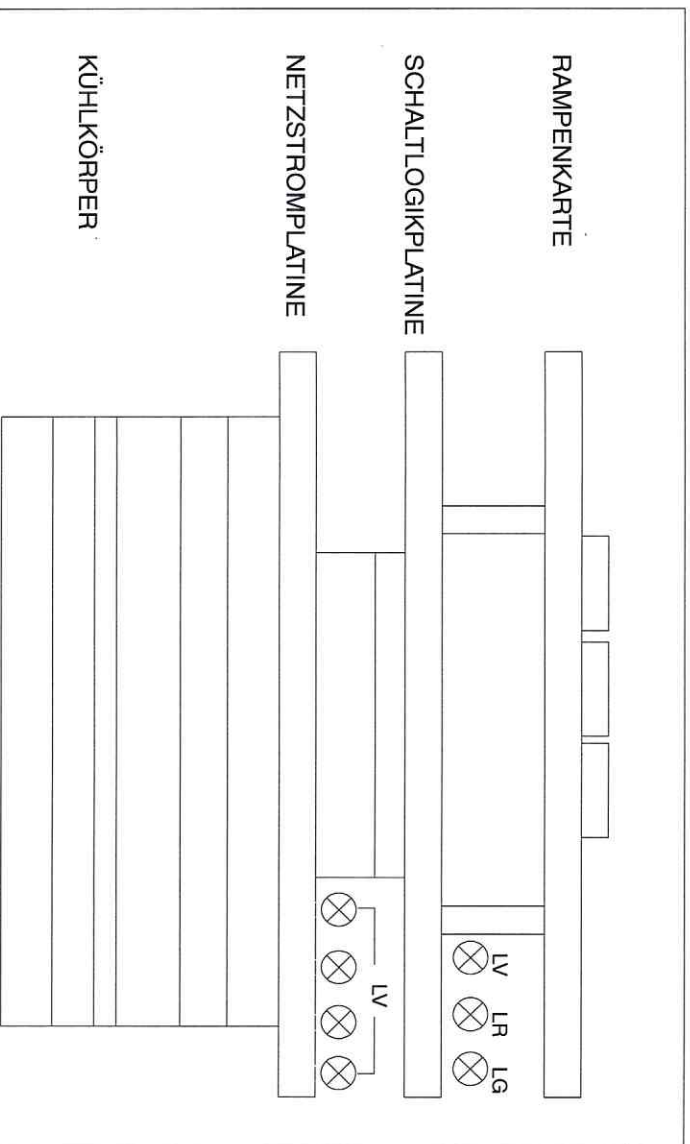 RAMPENKARTE
LV
LR
LG
SCHALTLOGIKPLATINE
LV
NETZSTROMPLATINE
KÜHLKÖRPER